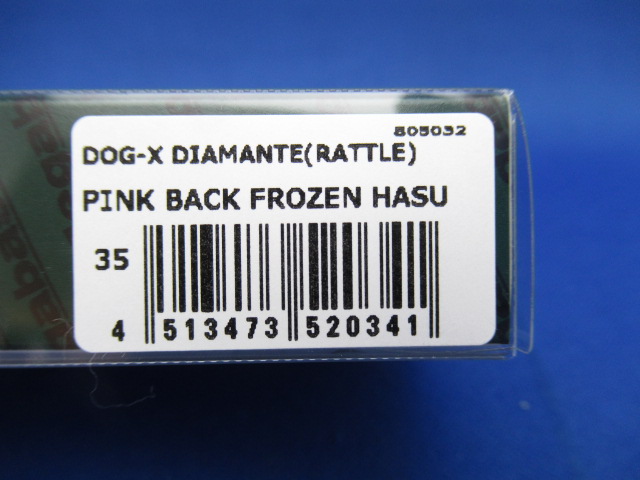 805032
DOG-X DIAMANTE(RATTLE)
PINK BACK FROZEN HASU
35
4 513473 520341